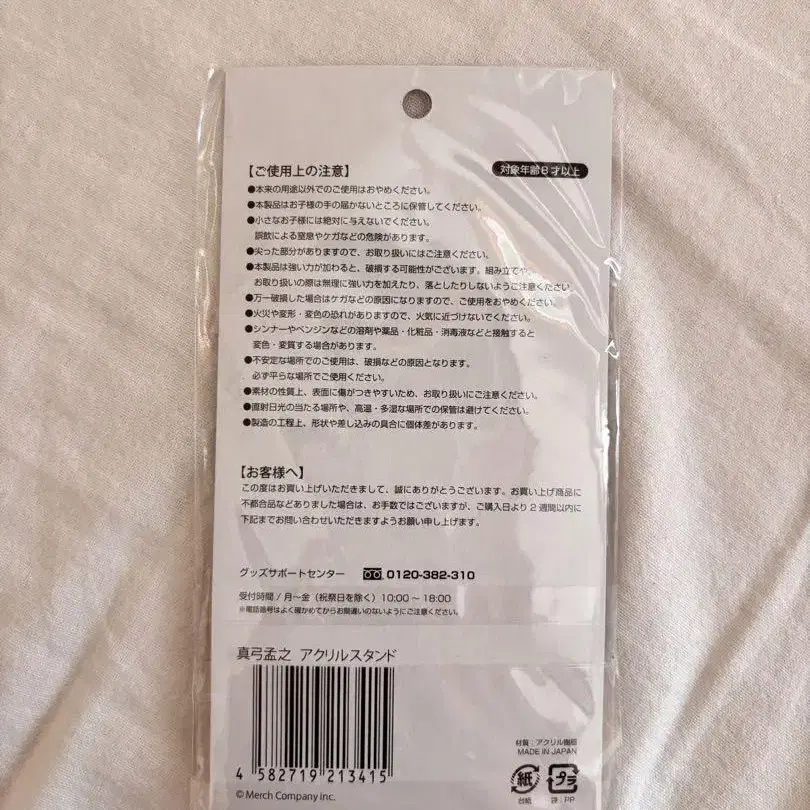 【ご使用上の注意】
対象年齢8才以上
●本来の用途以外でのご使用はおやめください。
●本製品はお子様の手の届かないところに保管してください。
●小さなお子様には絶対に与えないでください。
誤飲による窒息やケガなどの危険があります。
●尖った部分がありますので、お取り扱いにはご注意ください。
●本製品は強い力が加わると、破損する可能性がございます。組み立てや
お取り扱いの際は無理に強い力を加えたり、落としたりしないようご注意ください。
●万一破損した場合はケガなどの原因になりますので、ご使用をおやめください。
●火災や変形・変色の恐れがありますので、火気に近づけないでください。
●シンナーやベンジンなどの溶剤や薬品・化粧品・消毒液などと接触すると
変色・変質する場合があります。
●不安定な場所でのご使用は、破損などの原因となります。
必ず平らな場所でご使用ください。
●素材の性質上、表面に傷がつきやすいため、お取り扱いにご注意ください。
●直射日光の当たる場所や、高温・多湿な場所での保管は避けてください。
●製造の工程上、形状や差し込みの具合に個体差があります。
【お客様へ】
この度はお買い上げいただきまして、誠にありがとうございます。お買い上げ商品に
不都合品などありました場合は、お手数ではございますが、ご購入日より2週間以内に
下記までお問い合わせいただきますようお願い申し上げます。
グッズサポートセンター 0120-382-310
受付時間/月～金(祝祭日を除く)10:00～18:00
※電話番号はよく確かめてからお間違いのないようにご注意ください。
真弓孟之 アクリルスタンド
4 582719 213415
©Merch Company Inc.
材質:アクリル樹脂
MADE IN JAPAN
紙
台紙
プラ
袋:PP